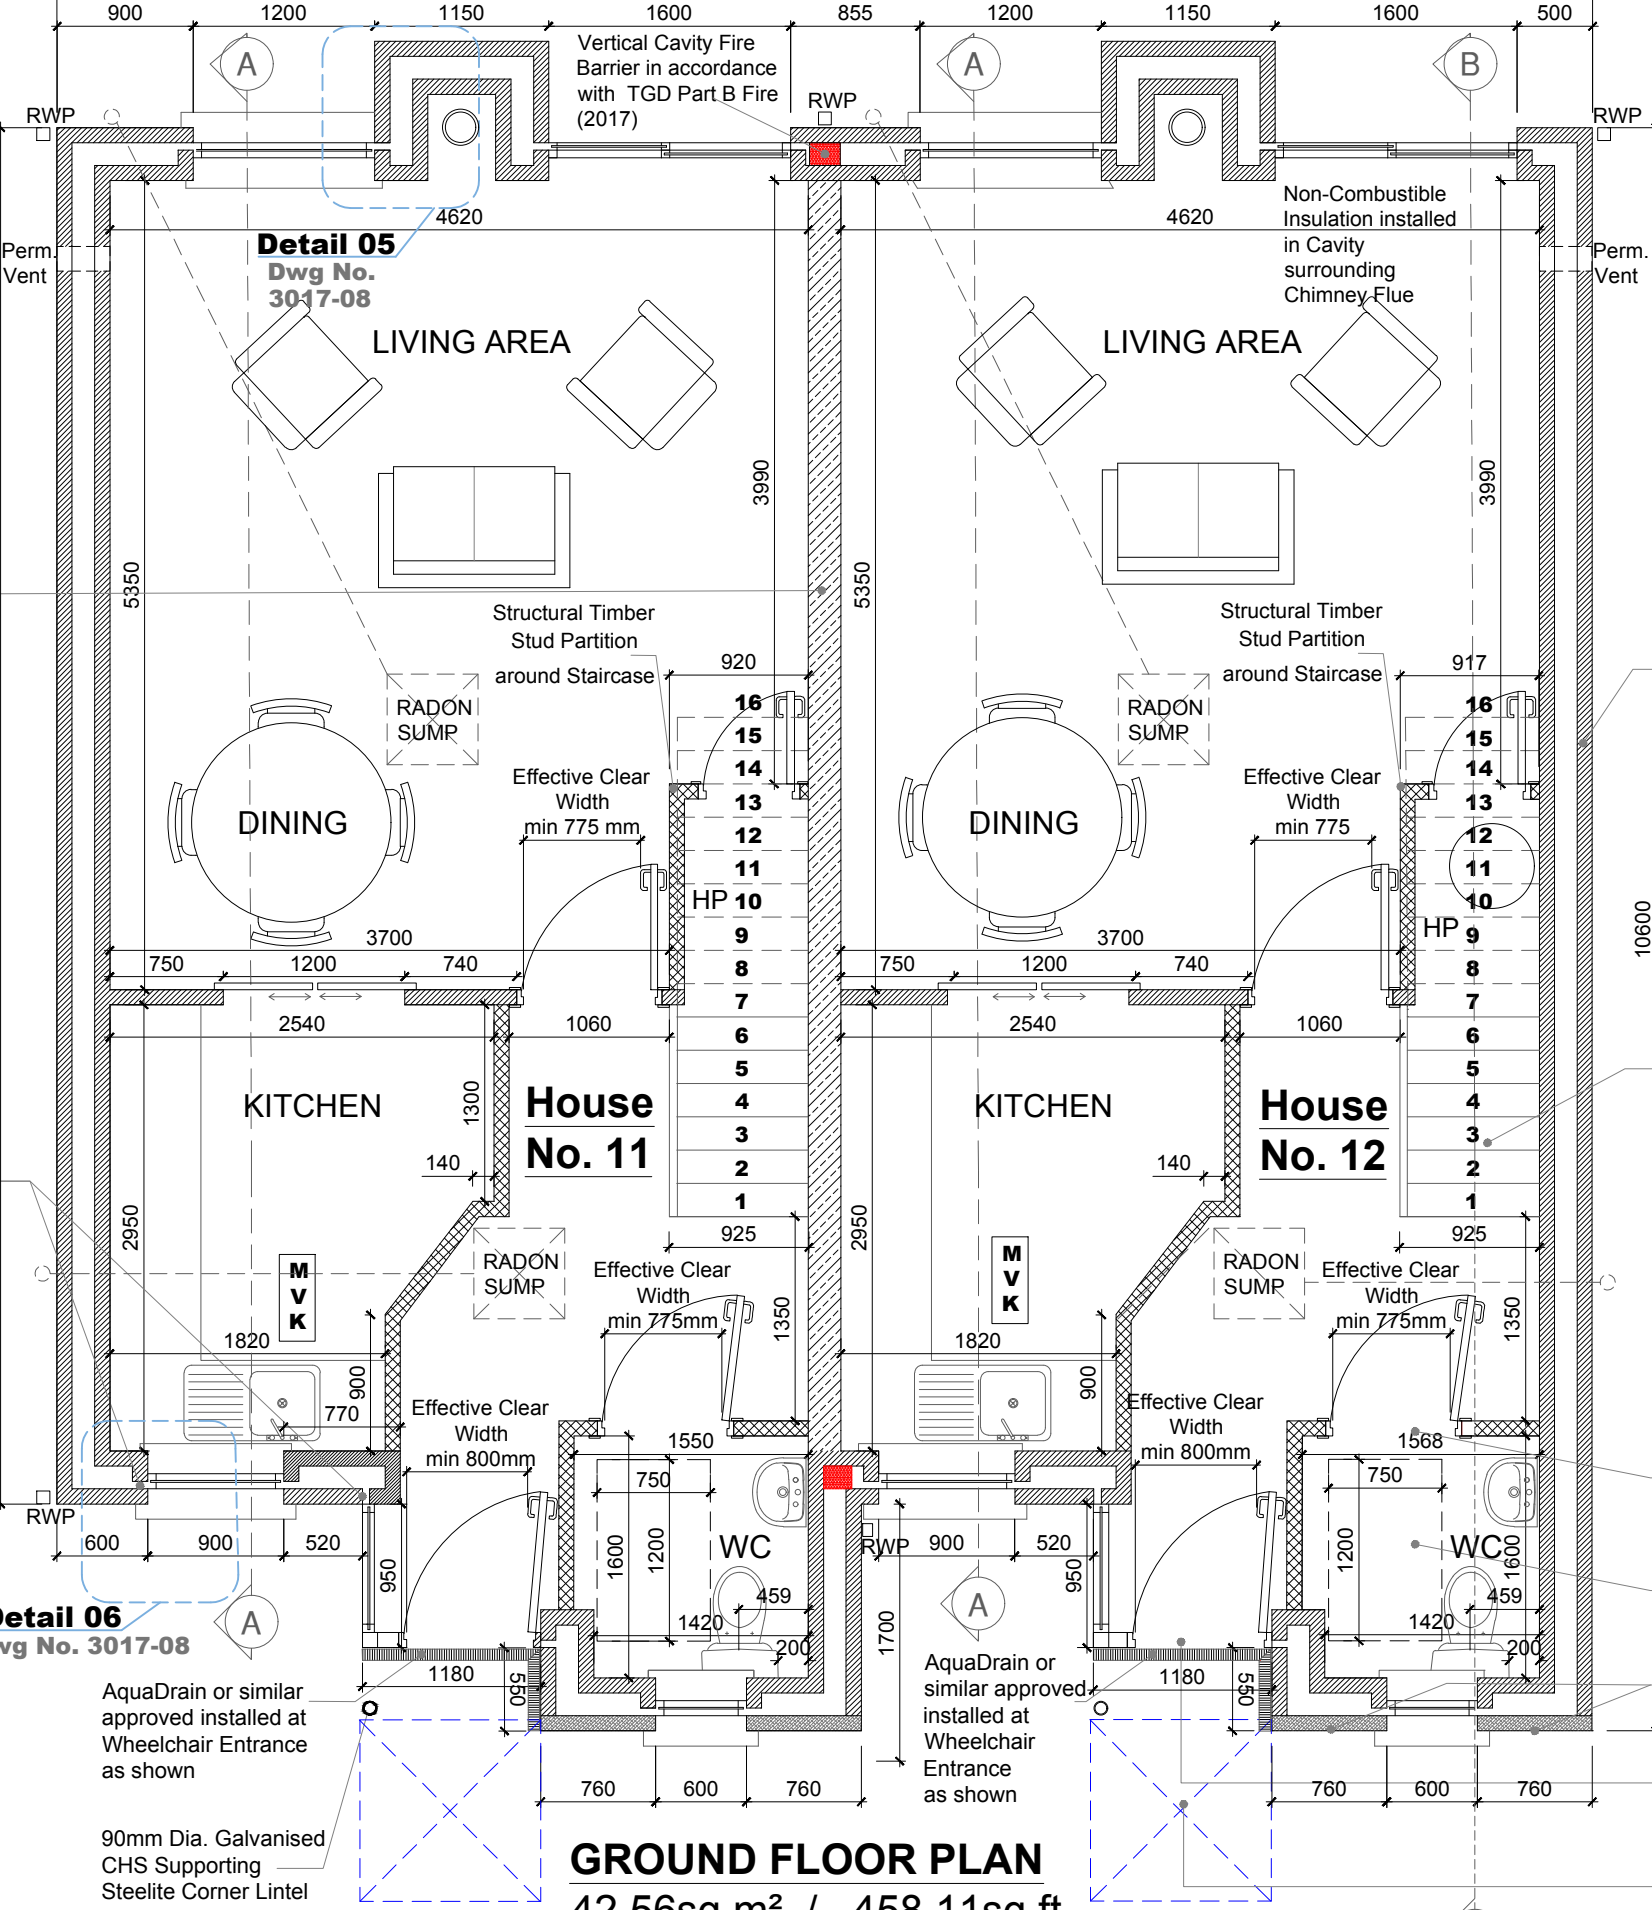 900 1200 1150 1600 855 1200 1150 1600 500
A
A
B
Vertical Cavity Fire
Barrier in accordance
with TGD Part B Fire
(2017)
RWP
RWP
RWP
4620
4620
Detail 05
Dwg No.
3017-08
Perm.
Vent
Non-Combustible
Insulation installed
in Cavity
surrounding
Chimney Flue
Perm.
Vent
LIVING AREA
LIVING AREA
3990
3990
5350
5350
Structural Timber
Stud Partition
around Staircase
Structural Timber
Stud Partition
around Staircase
920
917
RADON
SUMP
RADON
SUMP
16
15
14
13
12
11
HP 10
9
8
7
6
5
4
3
2
1
16
15
14
13
12
11
10
HP 9
8
7
6
5
4
3
2
1
Effective Clear
Width
min 775 mm
Effective Clear
Width
min 775
DINING
DINING
10600
3700
3700
750 1200 740
750 1200 740
2540 1060
2540 1060
KITCHEN
KITCHEN
1300
House
No. 11
House
No. 12
140
140
2950
2950
925
925
M
V
K
M
V
K
RADON
SUMP
RADON
SUMP
Effective Clear
Width
min 775mm
Effective Clear
Width
min 775mm
1350
1350
1820
1820
900
900
770
Effective Clear
Width
min 800mm
Effective Clear
Width
min 800mm
1550
1568
750
750
1600
1200
WC
1200
WC
1600
RWP
RWP
600 900 520
900 520
950
950
459
459
1420
1420
200
200
1700
A
A
Detail 06
wg No. 3017-08
1180
1180
550
550
AquaDrain or similar
approved installed at
Wheelchair Entrance
as shown
AquaDrain or
similar approved
installed at
Wheelchair
Entrance
as shown
760 600 760
760 600 760
90mm Dia. Galvanised
CHS Supporting
Steelite Corner Lintel
GROUND FLOOR PLAN
42.56sq m² / 458.11sq ft